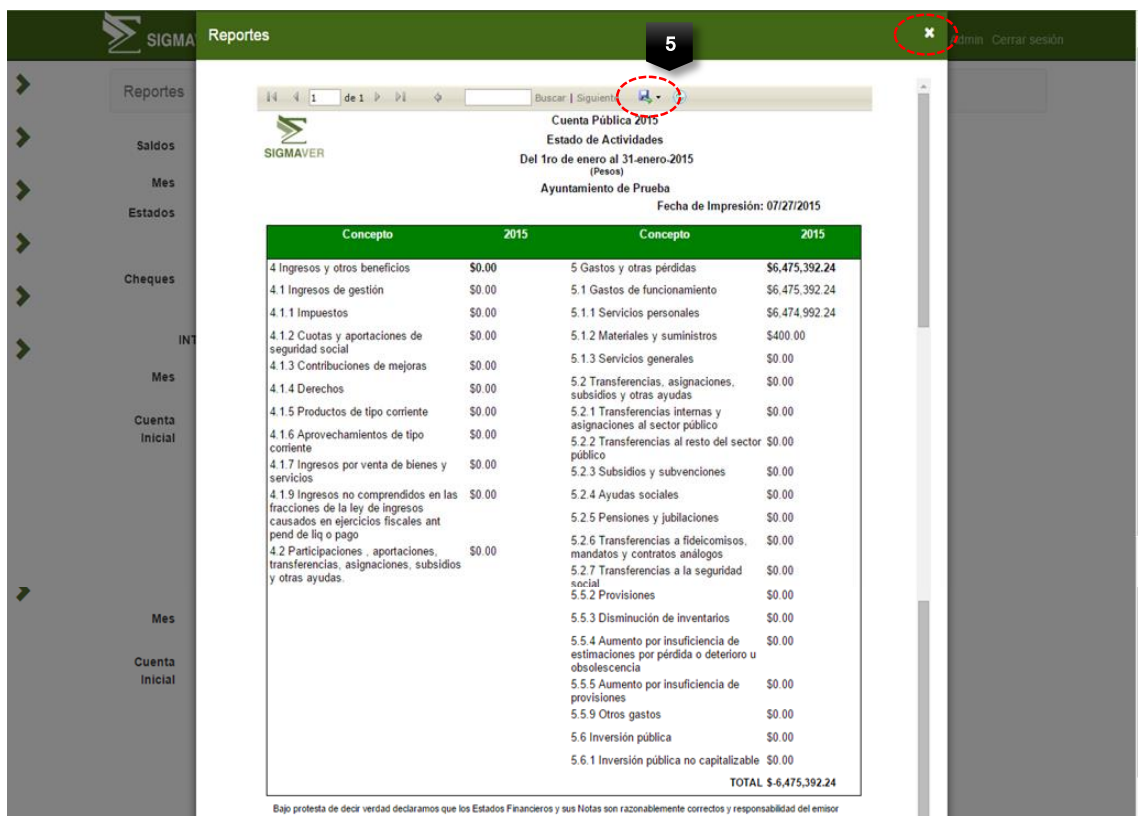 SIGMA
Reportes
5
Admin Cerrar sesión
Reportes
Saldos
Mes
Estados
Cheques
INT
Mes
Cuenta
Inicial
Mes
Cuenta
Inicial
1 de 1 Buscar | Siguiente
SIGMAVER
Cuenta Pública 2015
Estado de Actividades
Del 1ro de enero al 31-enero-2015
(Pesos)
Ayuntamiento de Prueba
Fecha de Impresión: 07/27/2015
Concepto 2015 Concepto 2015
4 Ingresos y otros beneficios $0.00
4.1 Ingresos de gestión $0.00
4.1.1 Impuestos $0.00
4.1.2 Cuotas y aportaciones de $0.00
seguridad social
4.1.3 Contribuciones de mejoras $0.00
4.1.4 Derechos $0.00
4.1.5 Productos de tipo corriente $0.00
4.1.6 Aprovechamientos de tipo $0.00
corriente
4.1.7 Ingresos por venta de bienes y $0.00
servicios
4.1.9 Ingresos no comprendidos en las $0.00
fracciones de la ley de ingresos
causados en ejercicios fiscales ant
pend de liq o pago
4.2 Participaciones , aportaciones, $0.00
transferencias, asignaciones, subsidios
y otras ayudas.
5 Gastos y otras pérdidas $6,475,392.24
5.1 Gastos de funcionamiento $6,475,392.24
5.1.1 Servicios personales $6,474,992.24
5.1.2 Materiales y suministros $400.00
5.1.3 Servicios generales $0.00
5.2 Transferencias, asignaciones, $0.00
subsidios y otras ayudas
5.2.1 Transferencias internas y $0.00
asignaciones al sector público
5.2.2 Transferencias al resto del sector $0.00
público
5.2.3 Subsidios y subvenciones $0.00
5.2.4 Ayudas sociales $0.00
5.2.5 Pensiones y jubilaciones $0.00
5.2.6 Transferencias a fideicomisos, $0.00
mandatos y contratos análogos
5.2.7 Transferencias a la seguridad $0.00
social
5.5.2 Provisiones $0.00
5.5.3 Disminución de inventarios $0.00
5.5.4 Aumento por insuficiencia de $0.00
estimaciones por pérdida o deterioro u
obsolescencia
5.5.5 Aumento por insuficiencia de $0.00
provisiones
5.5.9 Otros gastos $0.00
5.6 Inversión pública $0.00
5.6.1 Inversión pública no capitalizable $0.00
TOTAL $-6,475,392.24
Bajo protesta de decir verdad declaramos que los Estados Financieros y sus Notas son razonablemente correctos y responsabilidad del emisor